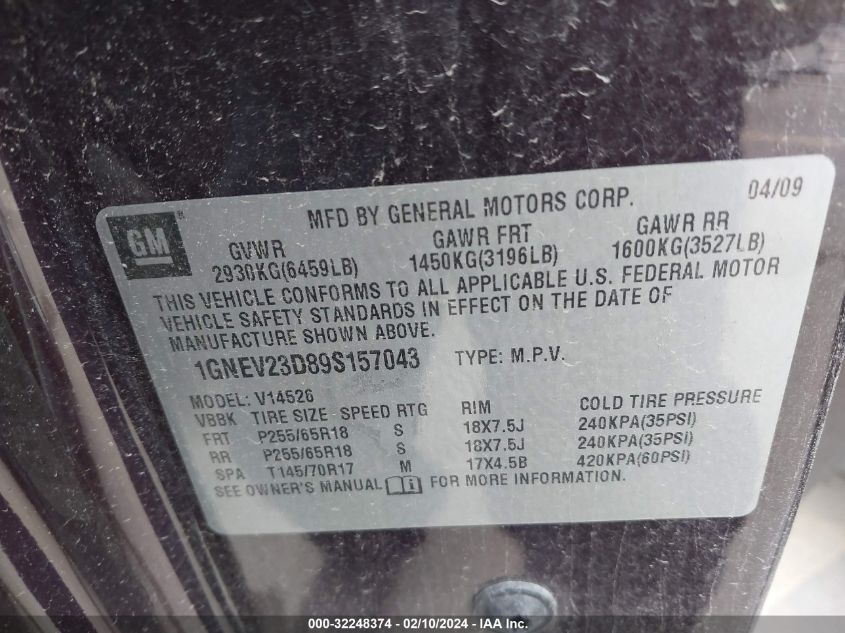 GM
MFD BY GENERAL MOTORS CORP.
04/09
GVWR GAWR FRT GAWR RR
2930KG(6459LB) 1450KG(3196LB) 1600KG(3527LB)
THIS VEHICLE CONFORMS TO ALL APPLICABLE U.S. FEDERAL MOTOR
VEHICLE SAFETY STANDARDS IN EFFECT ON THE DATE OF
MANUFACTURE SHOWN ABOVE.
1GNEV23D89S157043 TYPE: M.P.V.
MODEL: V14526
VBBK TIRE SIZE SPEED RTG RIM COLD TIRE PRESSURE
FRT P255/65R18 S 18X7.5J 240KPA(35PSI)
RR P255/65R18 S 18X7.5J 240KPA(35PSI)
SPA T145/70R17 M 17X4.5B 420KPA(60PSI)
SEE OWNER'S MANUAL FOR MORE INFORMATION.
000-32248374 - 02/10/2024 - IAAI.com